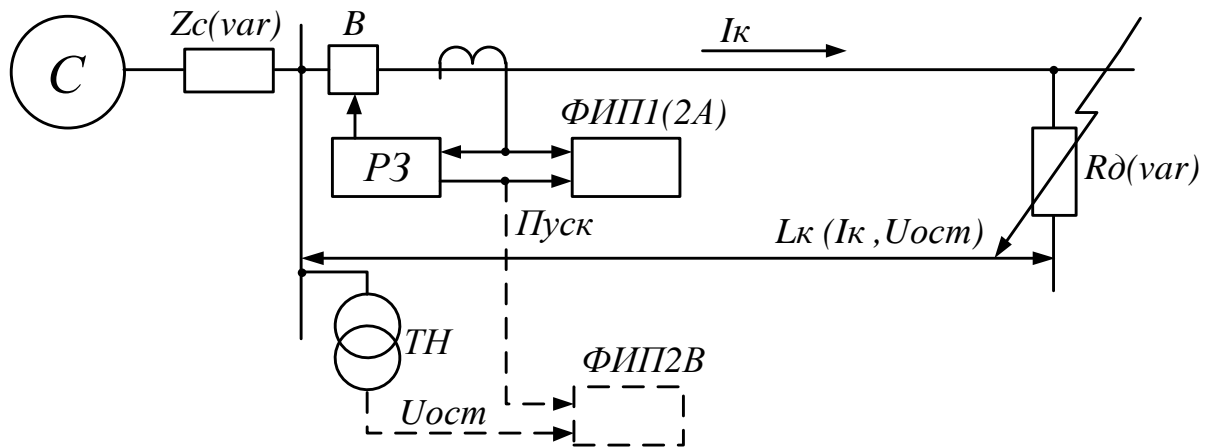 Zc(var)
В
Iк
С
ФИП1(2А)
РЗ
Rд(var)
Пуск
Lк (Iк ,Uост)
ТН
ФИП2В
Uост